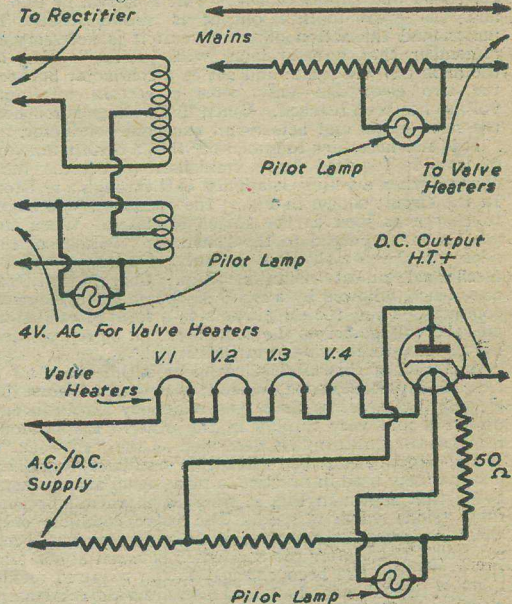 To Rectifier
Mains
Pilot Lamp
To Valve
Heaters
Pilot Lamp
4V. AC For Valve Heaters
D.C. Output
H.T.+
Valve
Heaters
V.1
V.2
V.3
V.4
A.C./D.C.
Supply
50
Ω
Pilot Lamp